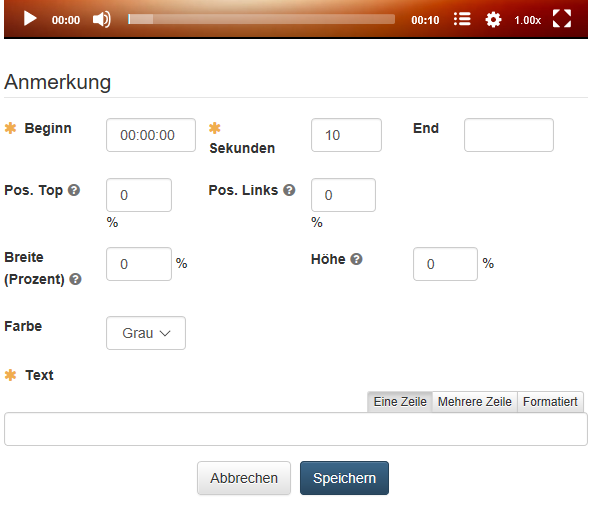 00:00 00:10 1.00x
Anmerkung
✱ Beginn 00:00:00 ✱ Sekunden 10 End
Pos. Top 0 % Pos. Links 0 %
Breite (Prozent) 0 % Höhe 0 %
Farbe Grau
✱ Text
Eine Zeile Mehrere Zeile Formatiert
Abbrechen Speichern